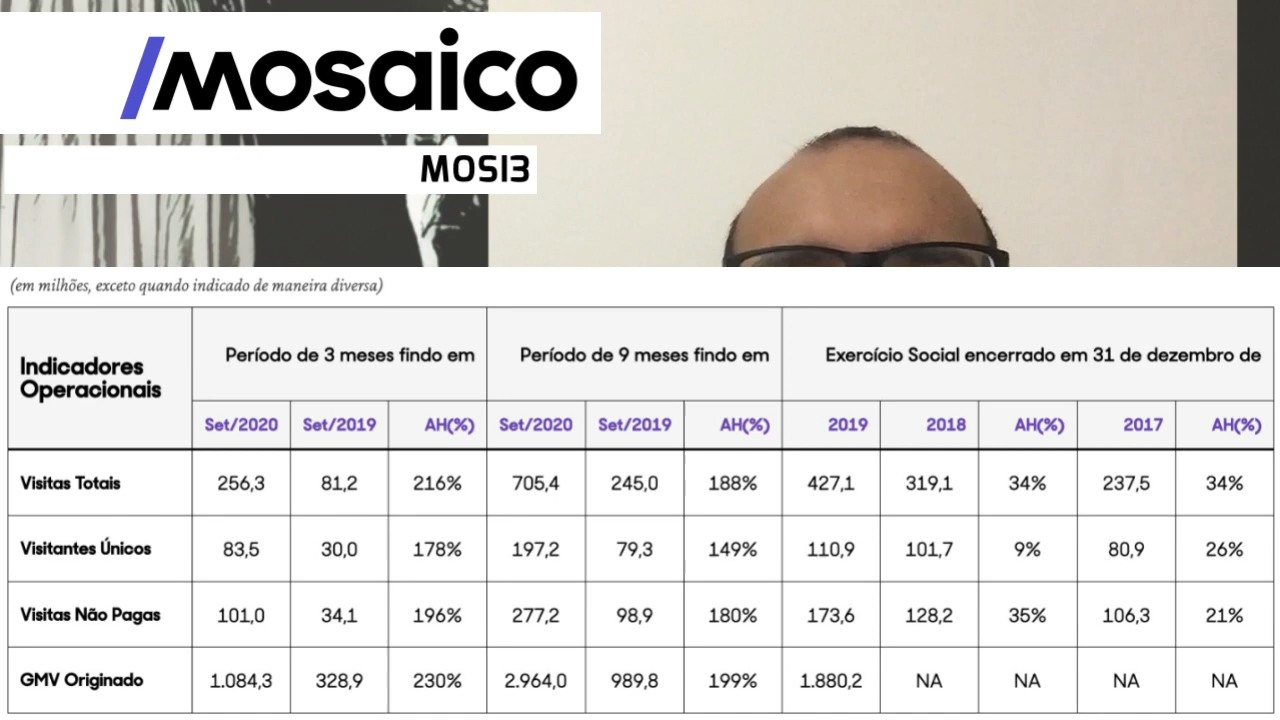 /mosaico
MOSI3
(em milhões, exceto quando indicado de maneira diversa)
Indicadores Operacionais Período de 3 meses findo em Período de 9 meses findo em Exercício Social encerrado em 31 de dezembro de
Set/2020 Set/2019 AH(%) Set/2020 Set/2019 AH(%) 2019 2018 AH(%) 2017 AH(%)
Visitas Totais 256,3 81,2 216% 705,4 245,0 188% 427,1 319,1 34% 237,5 34%
Visitantes Únicos 83,5 30,0 178% 197,2 79,3 149% 110,9 101,7 9% 80,9 26%
Visitas Não Pagas 101,0 34,1 196% 277,2 98,9 180% 173,6 128,2 35% 106,3 21%
GMV Originado 1.084,3 328,9 230% 2.964,0 989,8 199% 1.880,2 NA NA NA NA